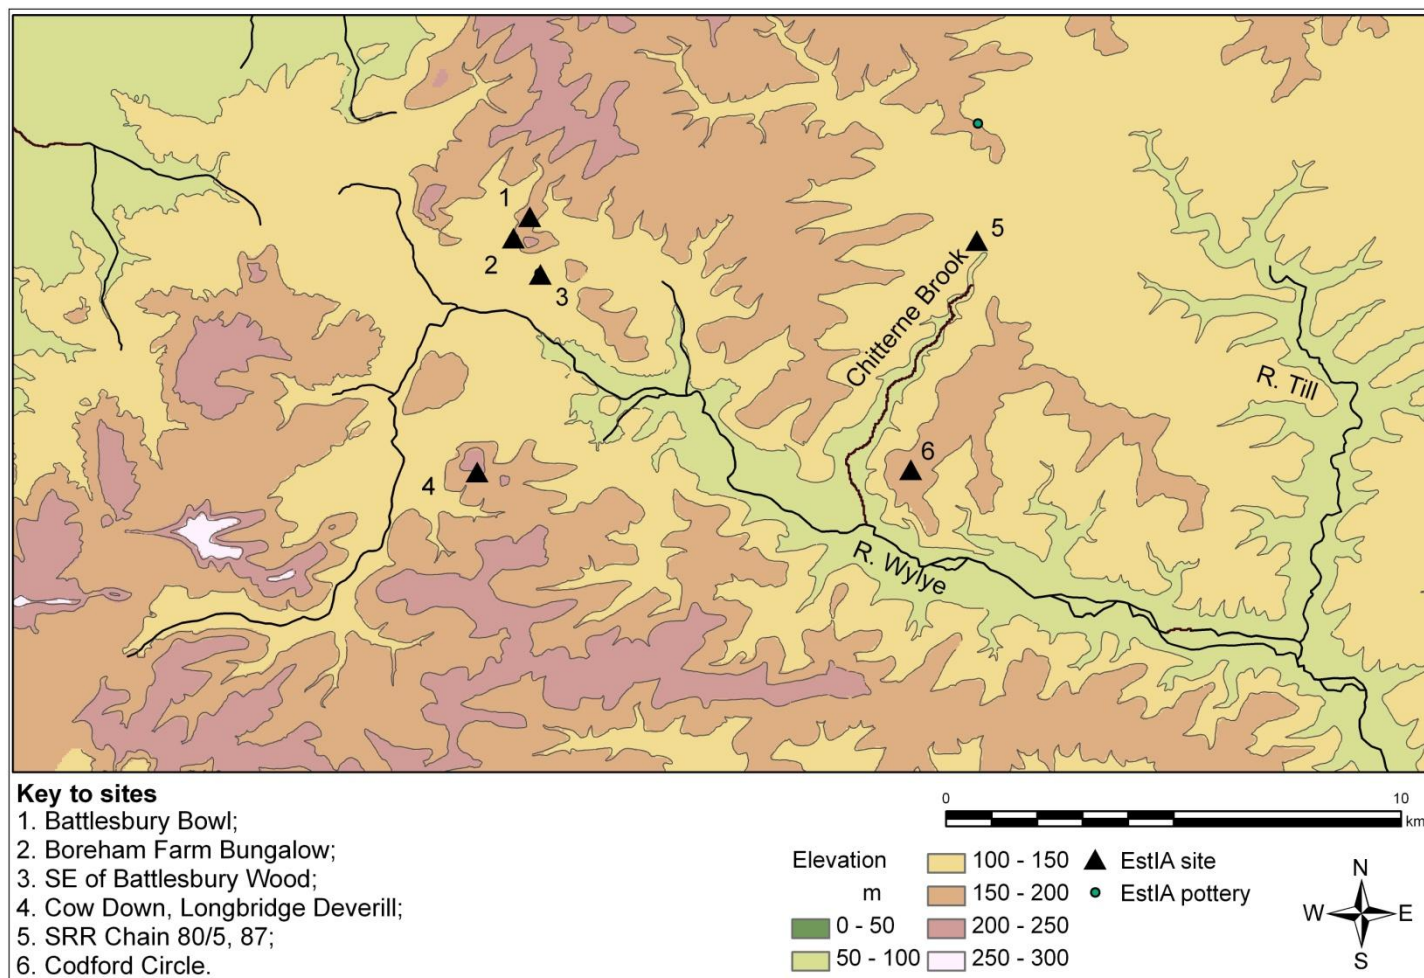 1
2
3
5
Chitterne Brook
R. Till
6
4
R. Wylye
Key to sites
1. Battlesbury Bowl;
2. Boreham Farm Bungalow;
3. SE of Battlesbury Wood;
4. Cow Down, Longbridge Deverill;
5. SRR Chain 80/5, 87;
6. Codford Circle.
0 10
km
Elevation
m
0 - 50
50 - 100
100 - 150
150 - 200
200 - 250
250 - 300
EstIA site
EstIA pottery
N
W E
S